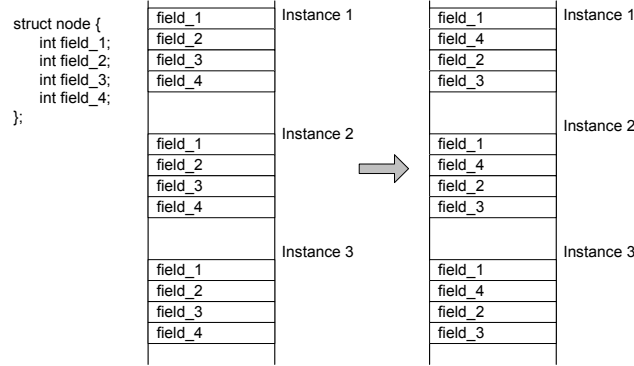 struct node {
int field_1;
int field_2;
int field_3;
int field_4;
};
field_1
field_2
field_3
field_4
Instance 1
field_1
field_2
field_3
field_4
Instance 2
field_1
field_2
field_3
field_4
Instance 3
field_1
field_4
field_2
field_3
Instance 1
field_1
field_4
field_2
field_3
Instance 2
field_1
field_4
field_2
field_3
Instance 3